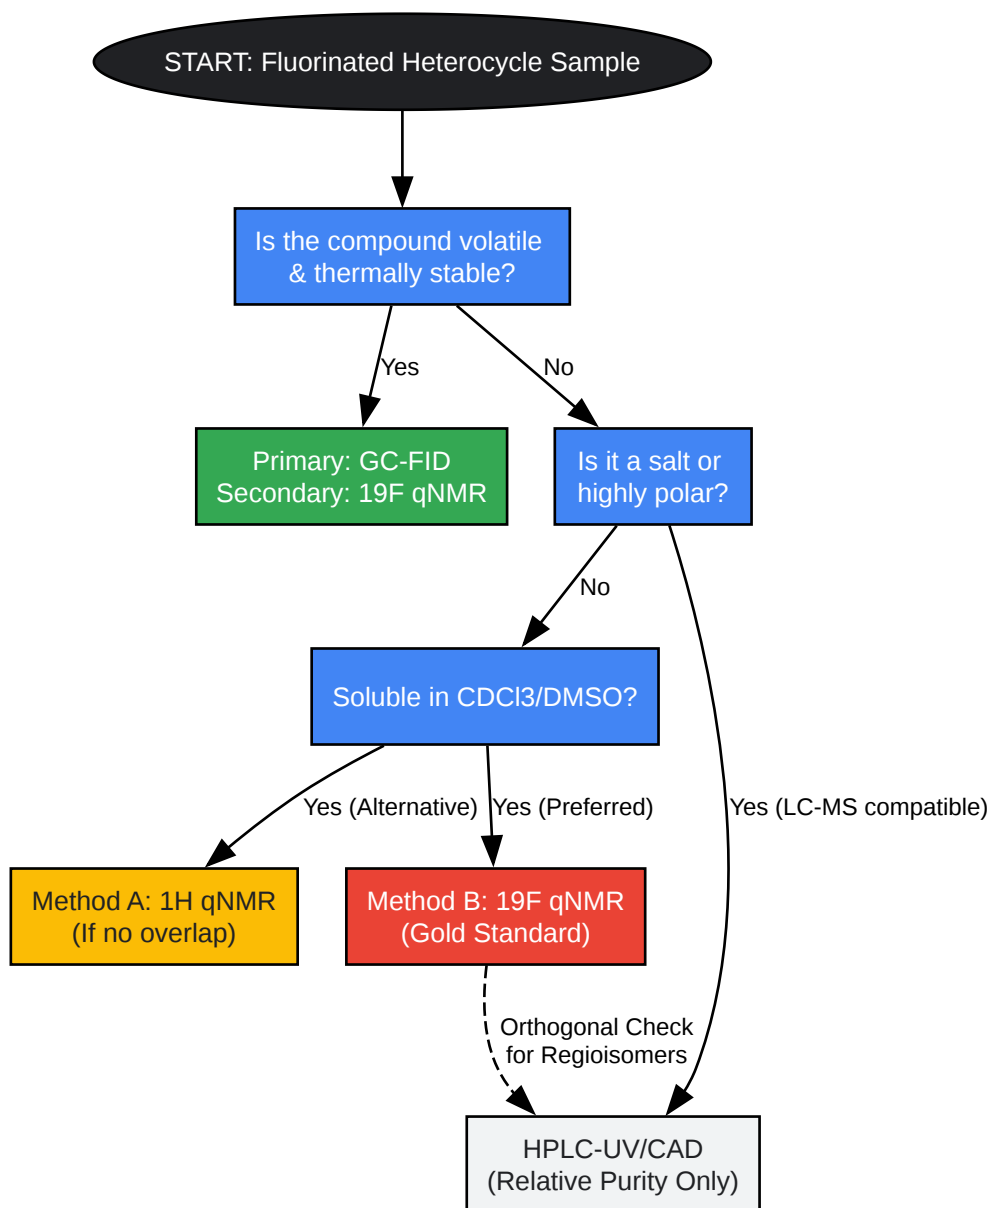 START: Fluorinated Heterocycle Sample
Is the compound volatile
& thermally stable?
Yes
No
Primary: GC-FID
Secondary: 19F qNMR
Is it a salt or
highly polar?
No
Soluble in CDCl3/DMSO?
Yes (Alternative)
Yes (Preferred)
Yes (LC-MS compatible)
Method A: 1H qNMR
(If no overlap)
Method B: 19F qNMR
(Gold Standard)
Orthogonal Check
for Regioisomers
HPLC-UV/CAD
(Relative Purity Only)